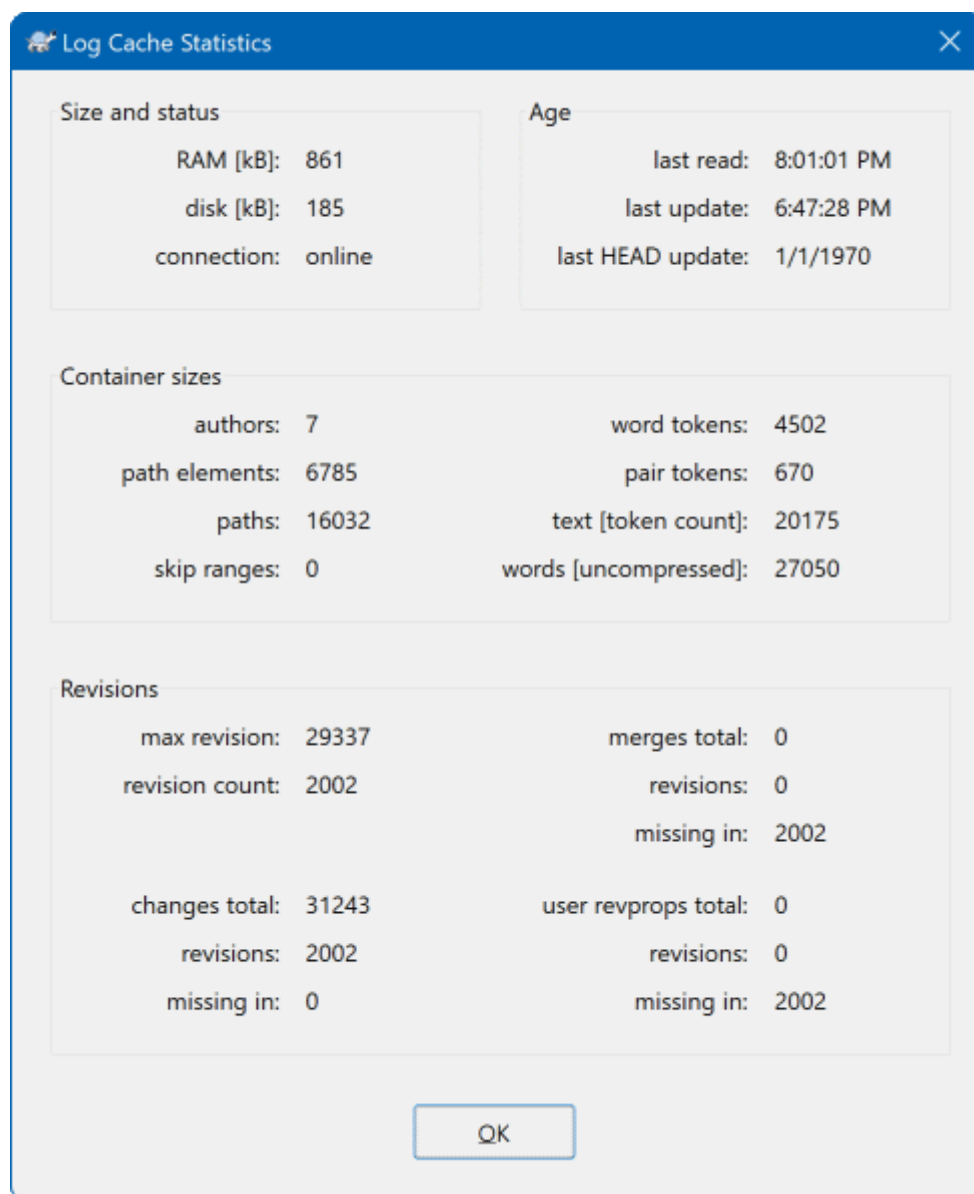 Log Cache Statistics
Size and status
RAM [kB]: 861
disk [kB]: 185
connection: online
Age
last read: 8:01:01 PM
last update: 6:47:28 PM
last HEAD update: 1/1/1970
Container sizes
authors: 7
path elements: 6785
paths: 16032
skip ranges: 0
word tokens: 4502
pair tokens: 670
text [token count]: 20175
words [uncompressed]: 27050
Revisions
max revision: 29337
revision count: 2002
merges total: 0
revisions: 0
missing in: 2002
changes total: 31243
revisions: 2002
missing in: 0
user revprops total: 0
revisions: 0
missing in: 2002
OK